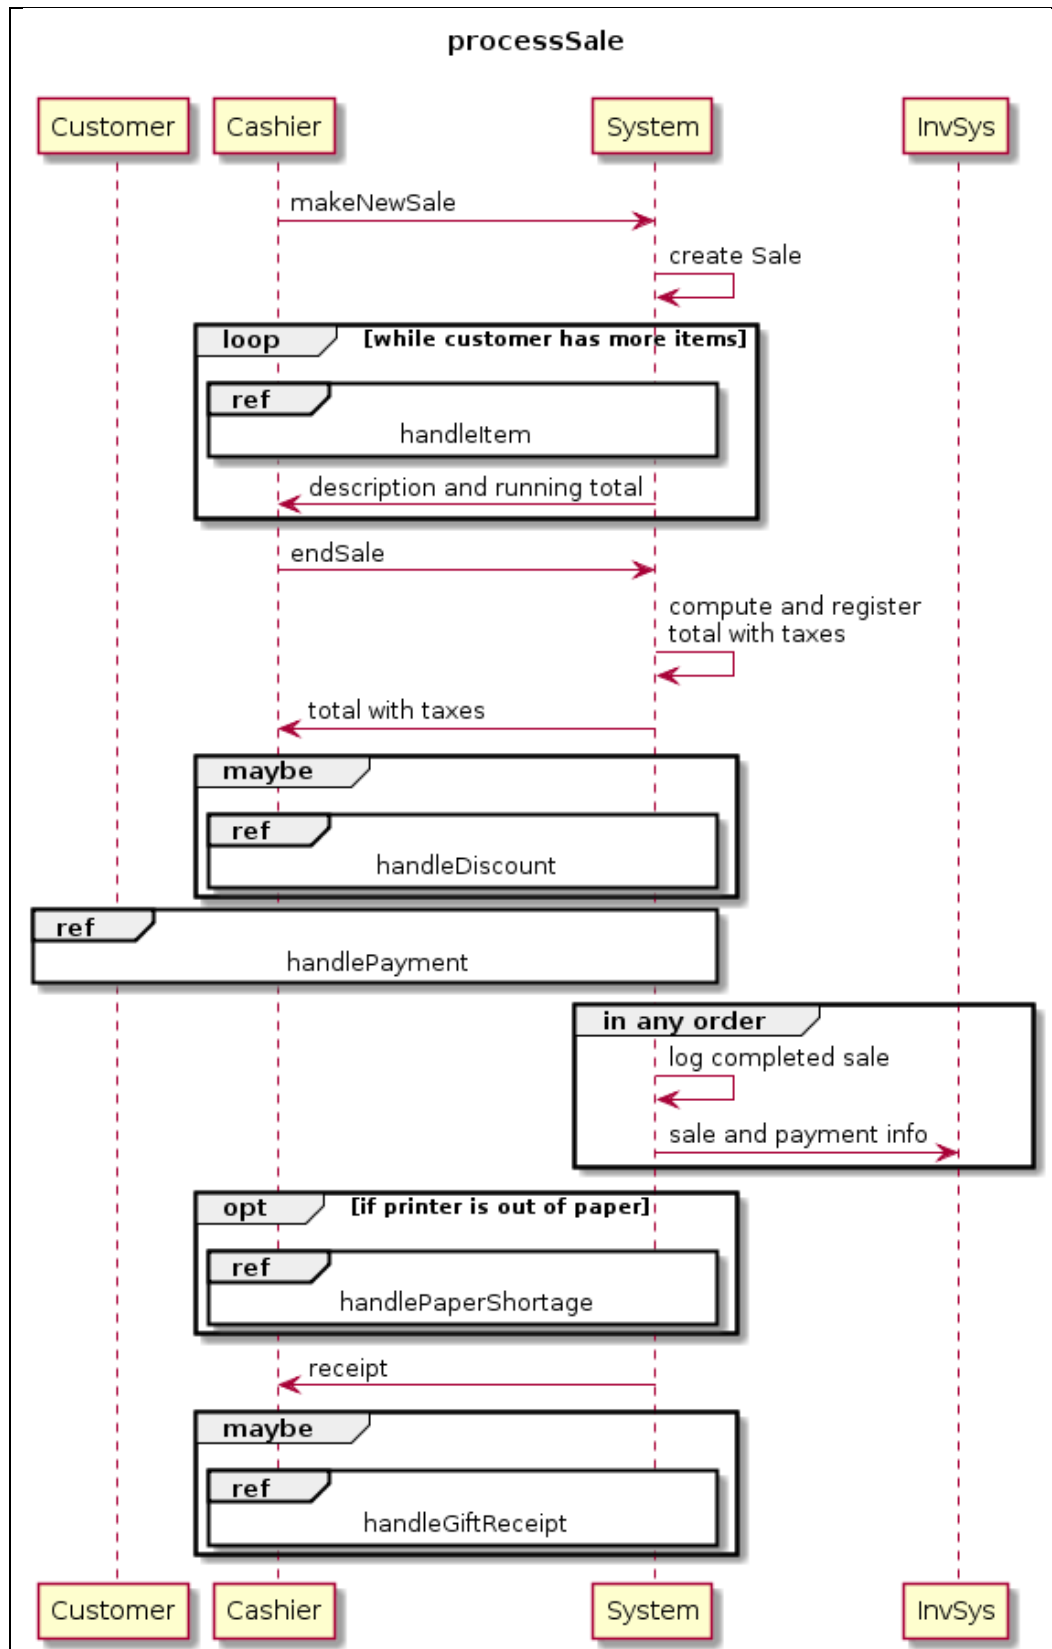 processSale
Customer
Cashier
System
InvSys
makeNewSale
create Sale
loop
[while customer has more items]
ref
handleItem
description and running total
endSale
compute and register
total with taxes
total with taxes
maybe
ref
handleDiscount
ref
handlePayment
in any order
log completed sale
sale and payment info
opt
[if printer is out of paper]
ref
handlePaperShortage
receipt
maybe
ref
handleGiftReceipt
Customer
Cashier
System
InvSys